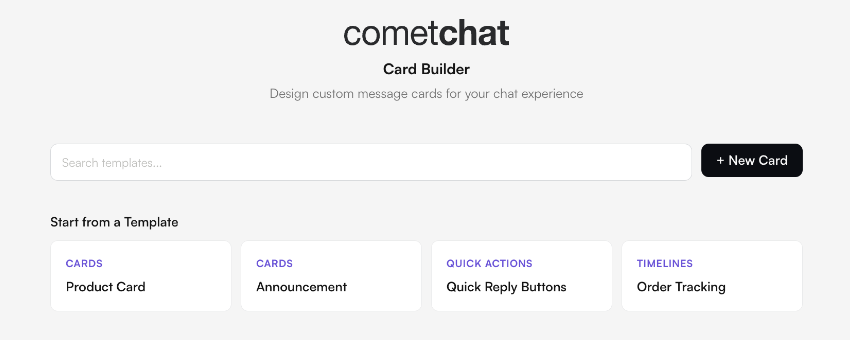 cometchat
Card Builder
Design custom message cards for your chat experience
Search templates...
+ New Card
Start from a Template
CARDS
Product Card
CARDS
Announcement
QUICK ACTIONS
Quick Reply Buttons
TIMELINES
Order Tracking